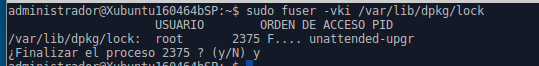 administrador@Xubuntu160464bSP:~$ sudo fuser -vki /var/lib/dpkg/lock
USUARIO ORDEN DE ACCESO PID
/var/lib/dpkg/lock: root 2375 F.... unattended-upgr
¿Finalizar el proceso 2375 ? (y/N) y
administrador@Xubuntu160464bSP:~$